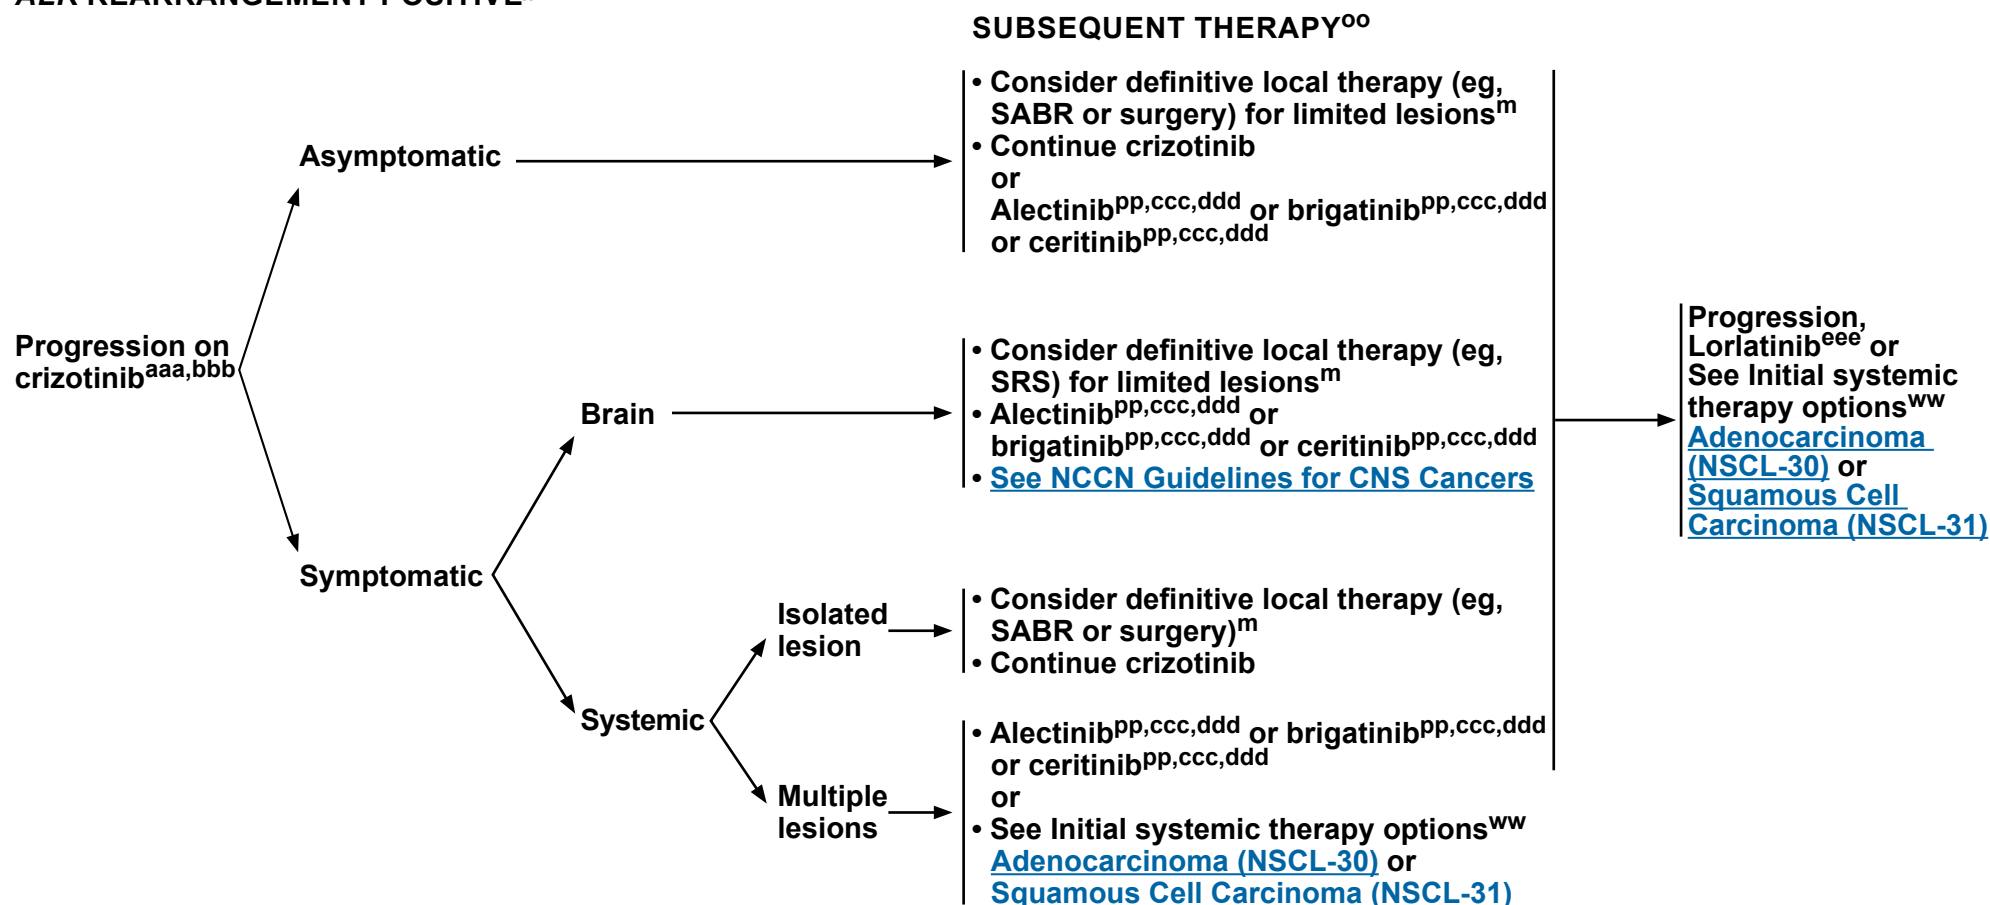 SUBSEQUENT THERAPYoo
• Consider definitive local therapy (eg,
SABR or surgery) for limited lesionsm
• Continue crizotinib
or
Alectinibpp,ccc,ddd or brigatinibpp,ccc,ddd
or ceritinibpp,ccc,ddd
Asymptomatic
Progression on
crizotinibaaa,bbb
Symptomatic
Brain
• Consider definitive local therapy (eg,
SRS) for limited lesionsm
• Alectinibpp,ccc,ddd or
brigatinibpp,ccc,ddd or ceritinibpp,ccc,ddd
• See NCCN Guidelines for CNS Cancers
Systemic
Isolated
lesion
• Consider definitive local therapy (eg,
SABR or surgery)m
• Continue crizotinib
Multiple
lesions
• Alectinibpp,ccc,ddd or brigatinibpp,ccc,ddd
or ceritinibpp,ccc,ddd
or
• See Initial systemic therapy optionsww
Adenocarcinoma (NSCL-30) or
Squamous Cell Carcinoma (NSCL-31)
Progression,
Lorlatinibeee or
See Initial systemic
therapy optionsww
Adenocarcinoma
(NSCL-30) or
Squamous Cell
Carcinoma (NSCL-31)